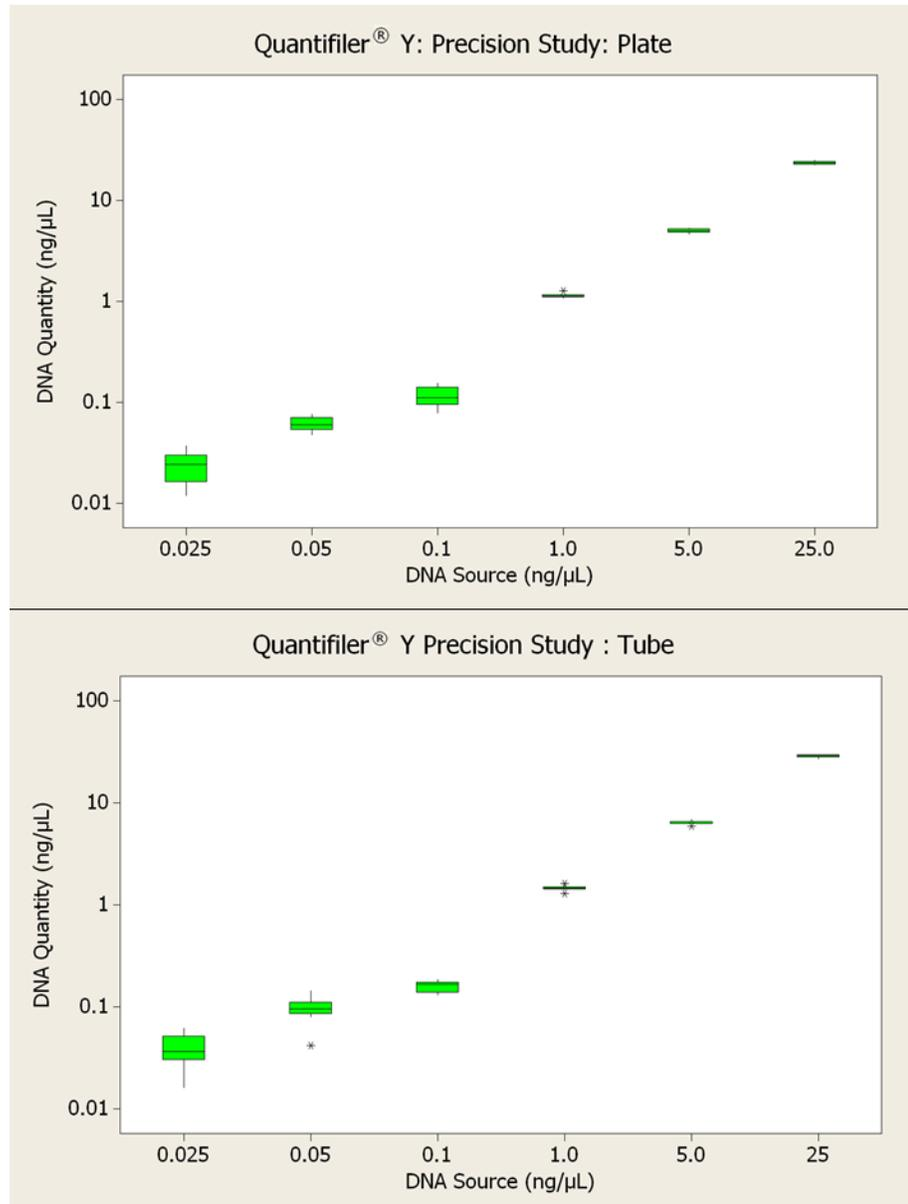 Quantifiler® Y: Precision Study: Plate
DNA Quantity (ng/µL)
100
10
1
0.1
0.01
0.025 0.05 0.1 1.0 5.0 25.0
DNA Source (ng/µL)
Quantifiler® Y Precision Study : Tube
DNA Quantity (ng/µL)
100
10
1
0.1
0.01
0.025 0.05 0.1 1.0 5.0 25
DNA Source (ng/µL)